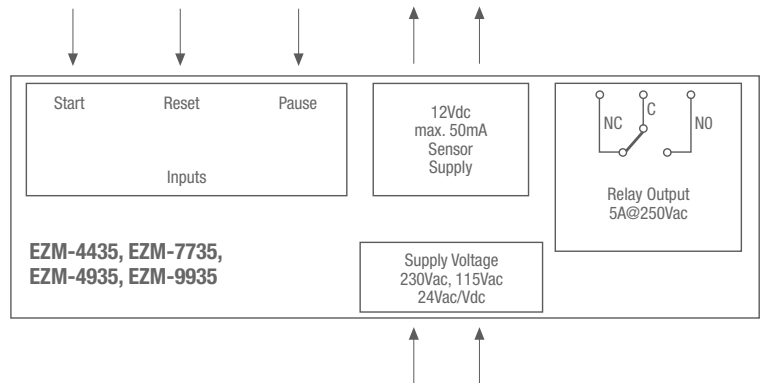 Start
Reset
Pause
Inputs
12Vdc
max. 50mA
Sensor
Supply
NC
C
N0
Relay Output
5A@250Vac
EZM-4435, EZM-7735,
EZM-4935, EZM-9935
Supply Voltage
230Vac, 115Vac
24Vac/Vdc